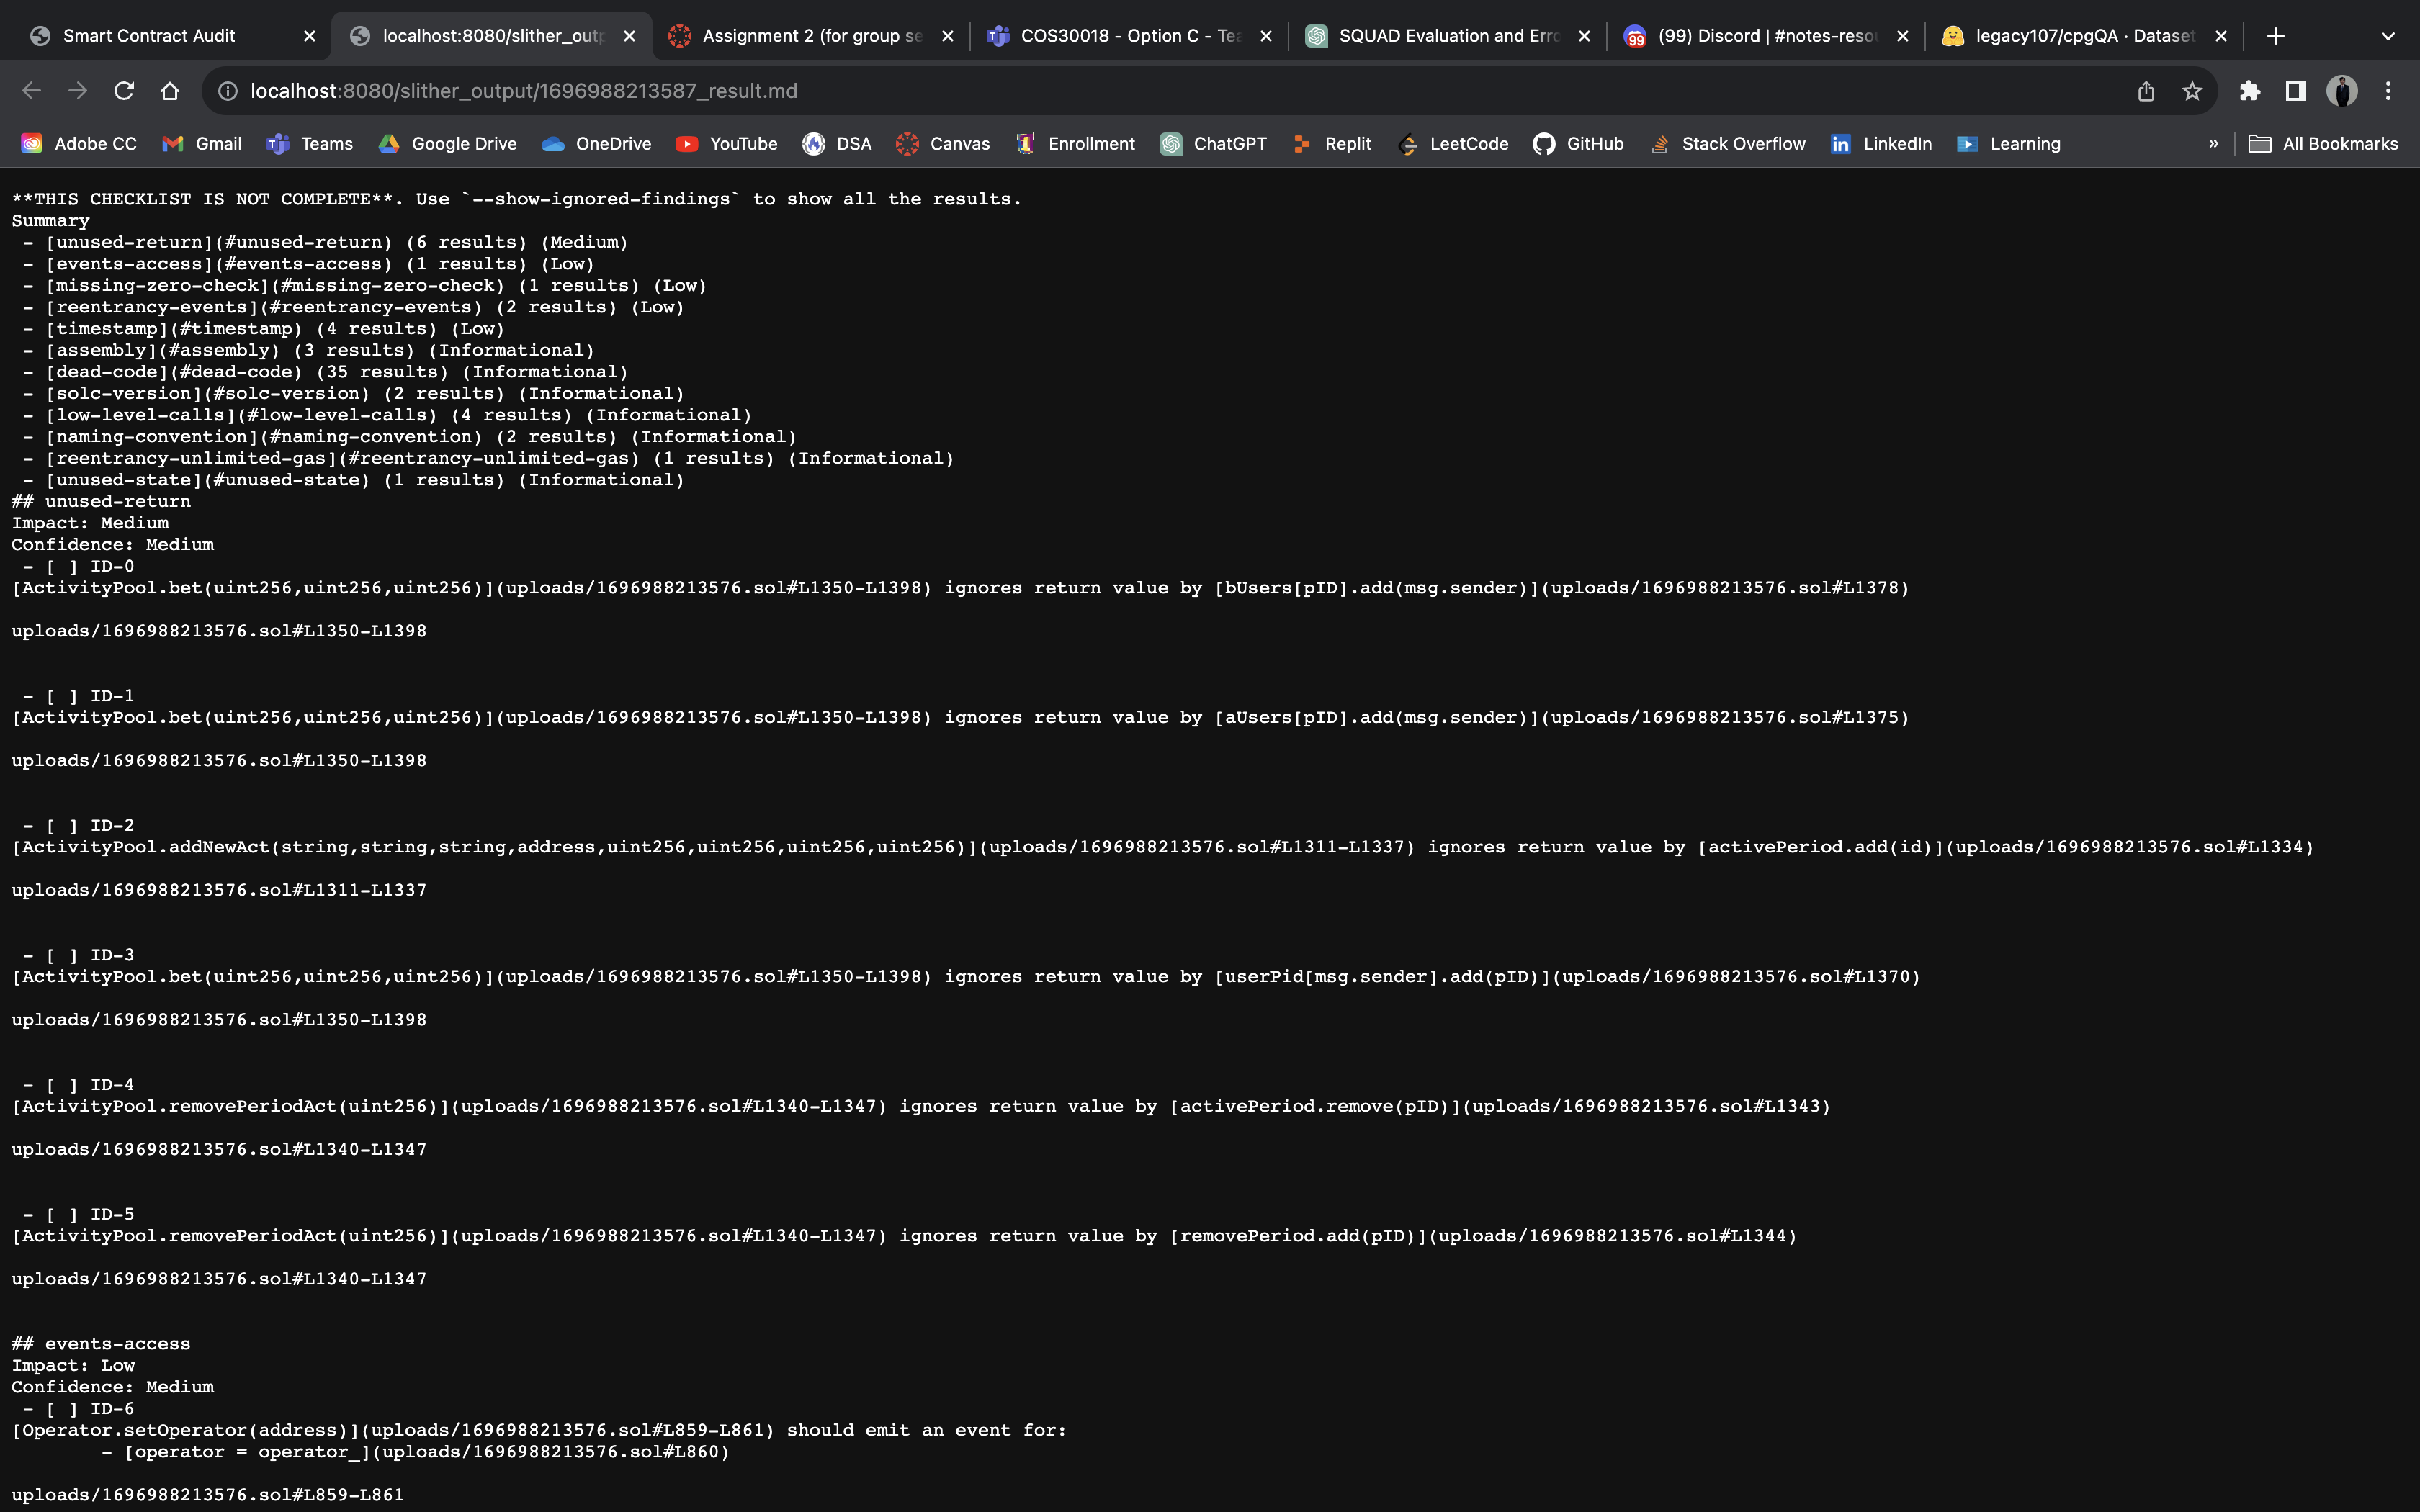 Smart Contract Audit
localhost:8080/slither_outp
Assignment 2 (for group se
COS30018 - Option C - Tea
SQUAD Evaluation and Erro
99
(99) Discord | #notes-resou
legacy107/cpgQA · Dataset
localhost:8080/slither_output/1696988213587_result.md
Adobe CC
Gmail
Teams
Google Drive
OneDrive
YouTube
DSA
Canvas
Enrollment
ChatGPT
Replit
LeetCode
GitHub
Stack Overflow
LinkedIn
Learning
»
All Bookmarks
**THIS CHECKLIST IS NOT COMPLETE**. Use `--show-ignored-findings` to show all the results.
Summary
- [unused-return](#unused-return) (6 results) (Medium)
- [events-access](#events-access) (1 results) (Low)
- [missing-zero-check](#missing-zero-check) (1 results) (Low)
- [reentrancy-events](#reentrancy-events) (2 results) (Low)
- [timestamp](#timestamp) (4 results) (Low)
- [assembly](#assembly) (3 results) (Informational)
- [dead-code](#dead-code) (35 results) (Informational)
- [solc-version](#solc-version) (2 results) (Informational)
- [low-level-calls](#low-level-calls) (4 results) (Informational)
- [naming-convention](#naming-convention) (2 results) (Informational)
- [reentrancy-unlimited-gas](#reentrancy-unlimited-gas) (1 results) (Informational)
- [unused-state](#unused-state) (1 results) (Informational)
## unused-return
Impact: Medium
Confidence: Medium
- [ ] ID-0
[ActivityPool.bet(uint256,uint256,uint256)](uploads/1696988213576.sol#L1350-L1398) ignores return value by [bUsers[pID].add(msg.sender)](uploads/1696988213576.sol#L1378)
uploads/1696988213576.sol#L1350-L1398
- [ ] ID-1
[ActivityPool.bet(uint256,uint256,uint256)](uploads/1696988213576.sol#L1350-L1398) ignores return value by [aUsers[pID].add(msg.sender)](uploads/1696988213576.sol#L1375)
uploads/1696988213576.sol#L1350-L1398
- [ ] ID-2
[ActivityPool.addNewAct(string,string,string,address,uint256,uint256,uint256,uint256)](uploads/1696988213576.sol#L1311-L1337) ignores return value by [activePeriod.add(id)](uploads/1696988213576.sol#L1334)
uploads/1696988213576.sol#L1311-L1337
- [ ] ID-3
[ActivityPool.bet(uint256,uint256,uint256)](uploads/1696988213576.sol#L1350-L1398) ignores return value by [userPid[msg.sender].add(pID)](uploads/1696988213576.sol#L1370)
uploads/1696988213576.sol#L1350-L1398
- [ ] ID-4
[ActivityPool.removePeriodAct(uint256)](uploads/1696988213576.sol#L1340-L1347) ignores return value by [activePeriod.remove(pID)](uploads/1696988213576.sol#L1343)
uploads/1696988213576.sol#L1340-L1347
- [ ] ID-5
[ActivityPool.removePeriodAct(uint256)](uploads/1696988213576.sol#L1340-L1347) ignores return value by [removePeriod.add(pID)](uploads/1696988213576.sol#L1344)
uploads/1696988213576.sol#L1340-L1347
## events-access
Impact: Low
Confidence: Medium
- [ ] ID-6
[Operator.setOperator(address)](uploads/1696988213576.sol#L859-L861) should emit an event for:
- [operator = operator_](uploads/1696988213576.sol#L860)
uploads/1696988213576.sol#L859-L861